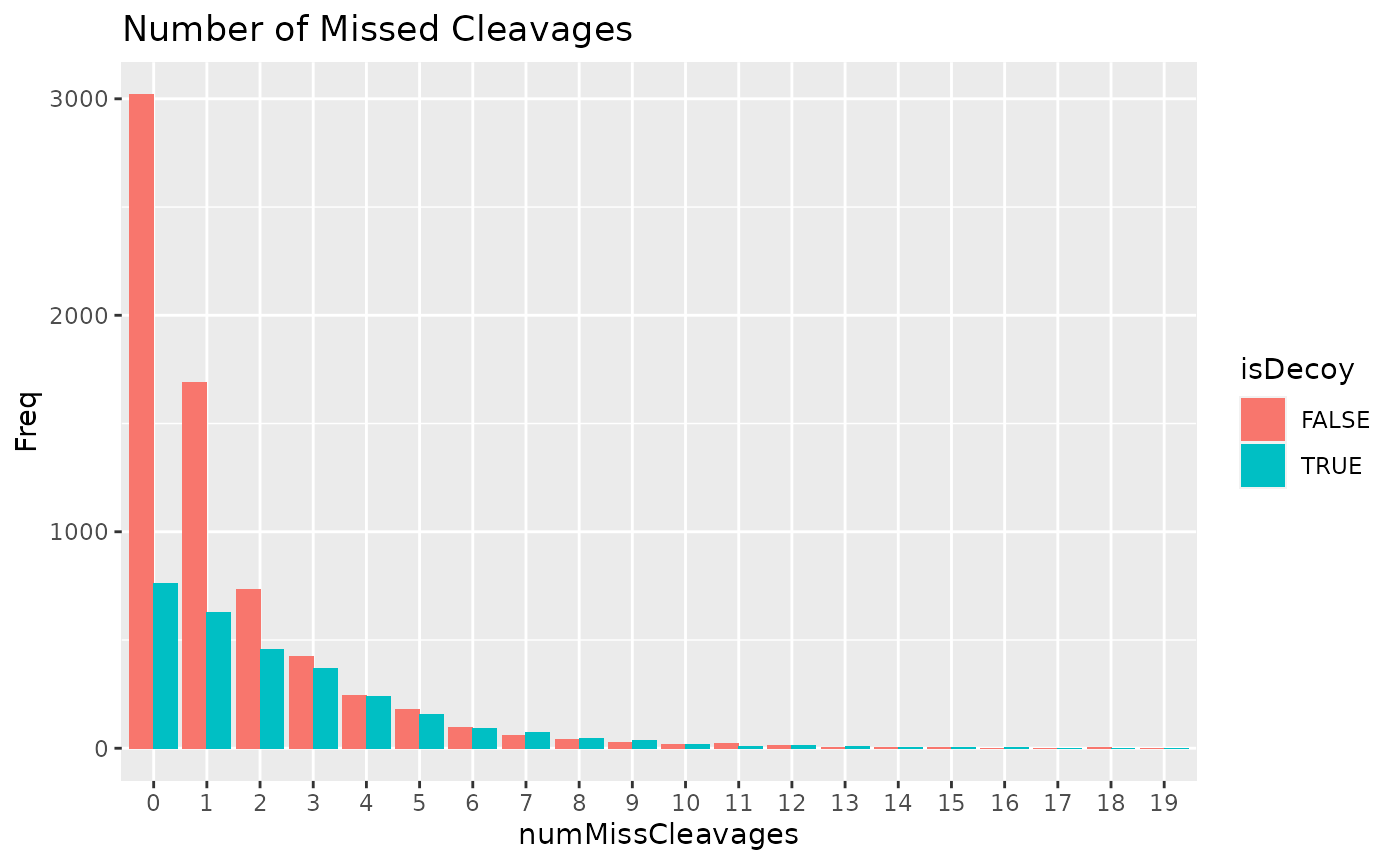 Number of Missed Cleavages
3000
2000
1000
0
Freq
0 1 2 3 4 5 6 7 8 9 10 11 12 13 14 15 16 17 18 19
numMissCleavages
isDecoy
FALSE
TRUE